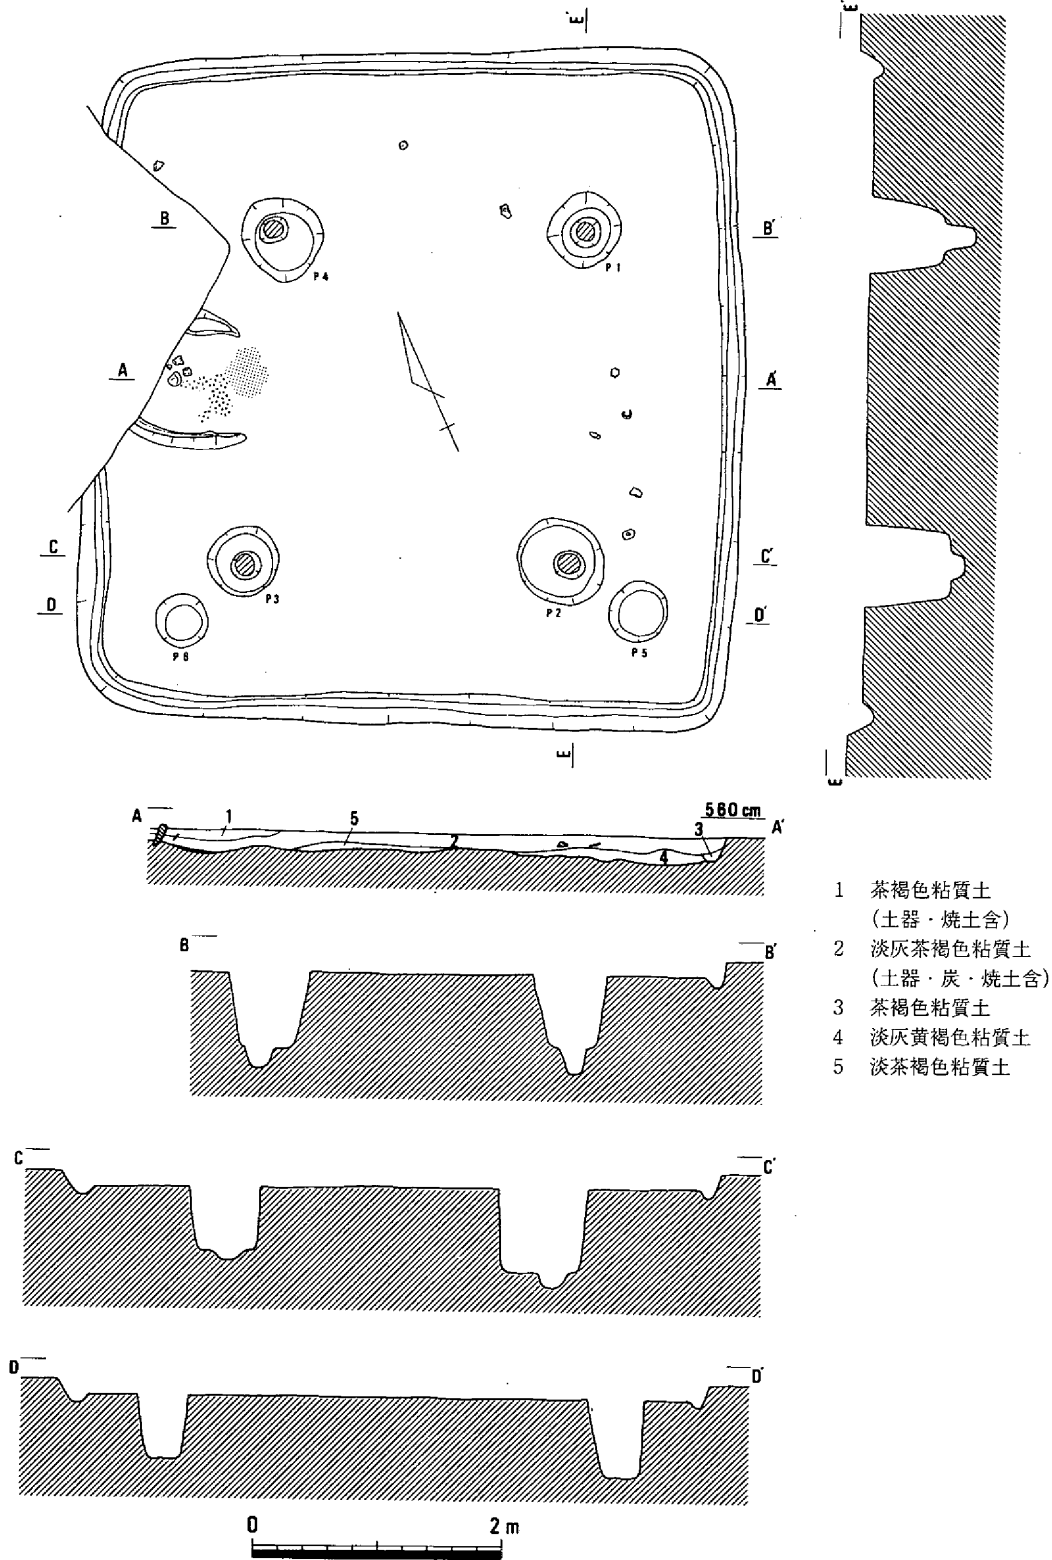 E'
E'
B
B'
P4
P1
A
A'
C
C'
D
D'
P3
P2
P6
P5
E
E
A
1
5
2
3
4
560 cm
A'
1 茶褐色粘質土
(土器・焼土含)
2 淡灰茶褐色粘質土
(土器・炭・焼土含)
3 茶褐色粘質土
4 淡灰黄褐色粘質土
5 淡茶褐色粘質土
B
B'
C
C'
D
D'
0
2 m